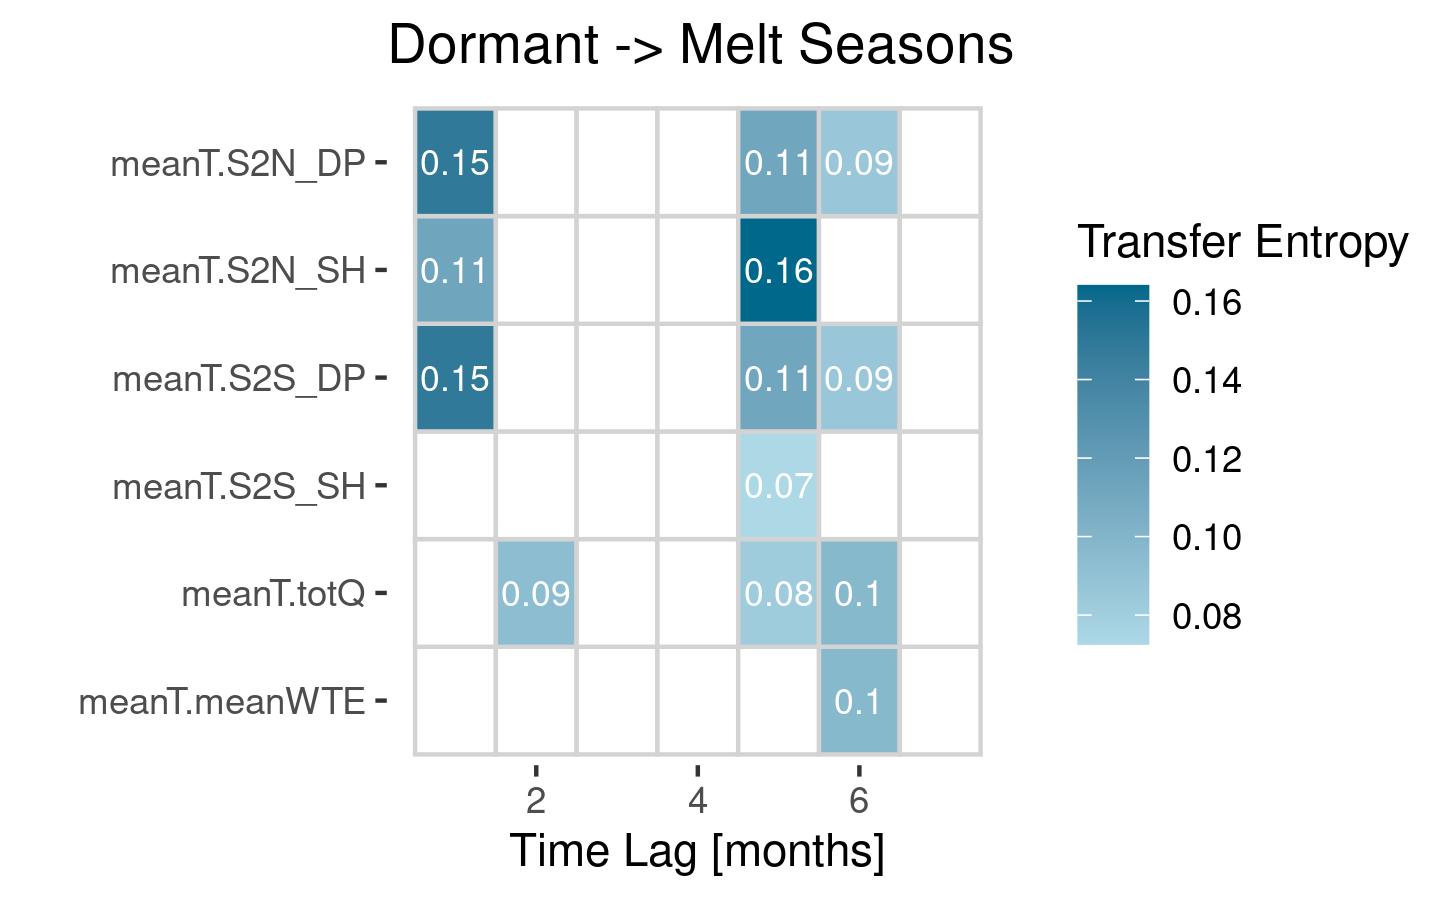 Dormant -> Melt Seasons
meanT.S2N_DP 0.15 0.11 0.09
meanT.S2N_SH 0.11 0.16
meanT.S2S_DP 0.15 0.11 0.09
meanT.S2S_SH 0.07
meanT.totQ 0.09 0.08 0.1
meanT.meanWTE 0.1
2 4 6
Time Lag [months]
Transfer Entropy
0.16
0.14
0.12
0.10
0.08